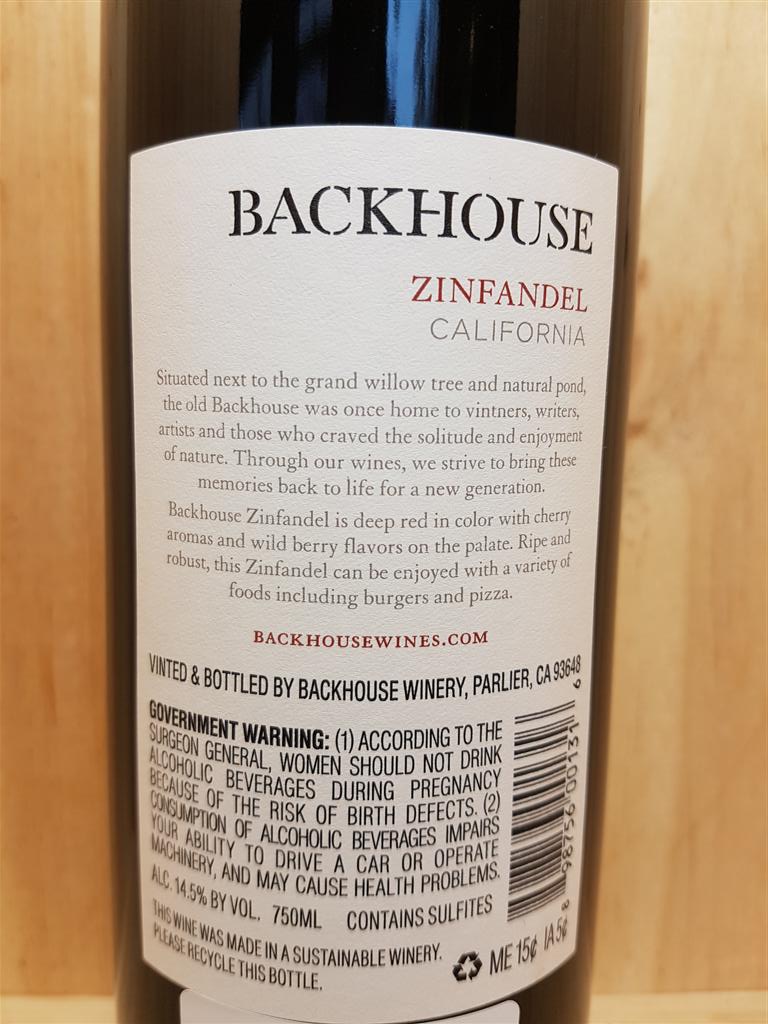 BACKHOUSE
ZINFANDEL
CALIFORNIA
Situated next to the grand willow tree and natural pond,
the old Backhouse was once home to vintners, writers,
artists and those who craved the solitude and enjoyment
of nature. Through our wines, we strive to bring these
memories back to life for a new generation.
Backhouse Zinfandel is deep red in color with cherry
aromas and wild berry flavors on the palate. Ripe and
robust, this Zinfandel can be enjoyed with a variety of
foods including burgers and pizza.
BACKHOUSEWINES.COM
VINTED & BOTTLED BY BACKHOUSE WINERY, PARLIER, CA 93648
GOVERNMENT WARNING: (1) ACCORDING TO THE
SURGEON GENERAL, WOMEN SHOULD NOT DRINK
ALCOHOLIC BEVERAGES DURING PREGNANCY
BECAUSE OF THE RISK OF BIRTH DEFECTS. (2)
CONSUMPTION OF ALCOHOLIC BEVERAGES IMPAIRS
YOUR ABILITY TO DRIVE A CAR OR OPERATE
MACHINERY, AND MAY CAUSE HEALTH PROBLEMS.
ALC. 14.5% BY VOL. 750ML CONTAINS SULFITES
THIS WINE WAS MADE IN A SUSTAINABLE WINERY.
PLEASE RECYCLE THIS BOTTLE.
ME 15¢ IA 5¢
8 98756 00131 6